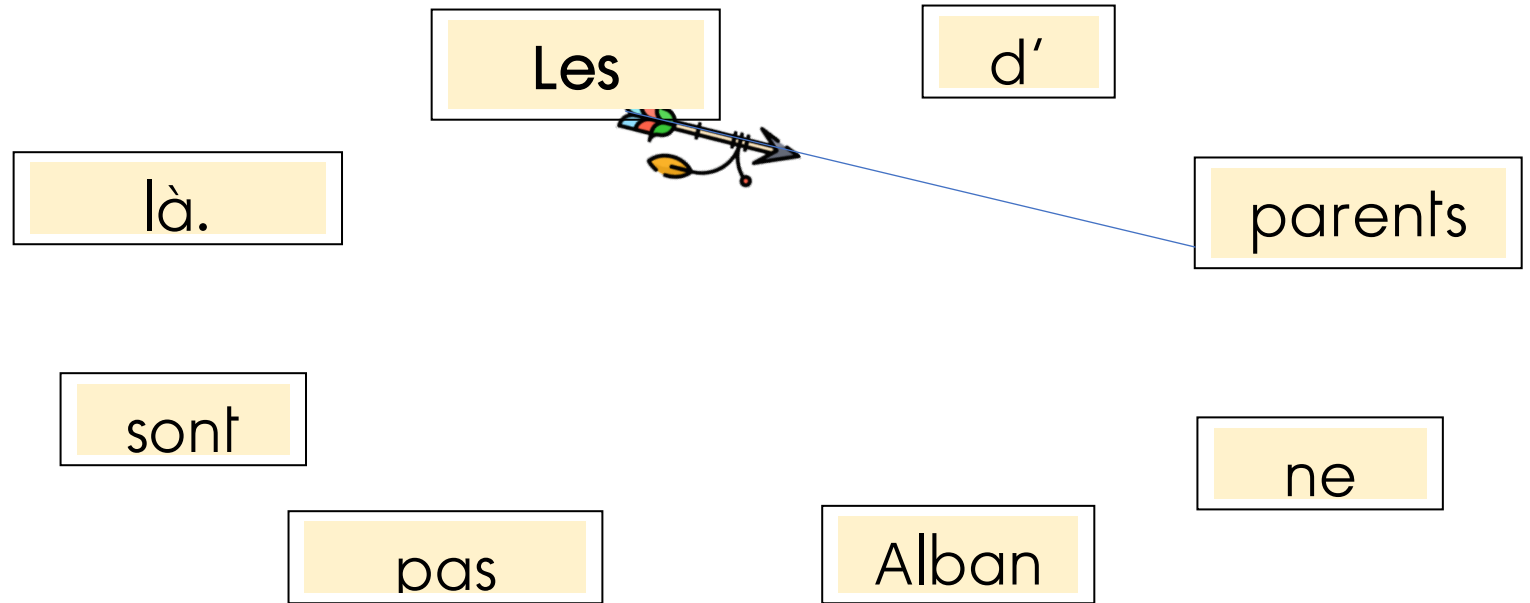 Les
d'
là.
parents
sont
ne
pas
Alban